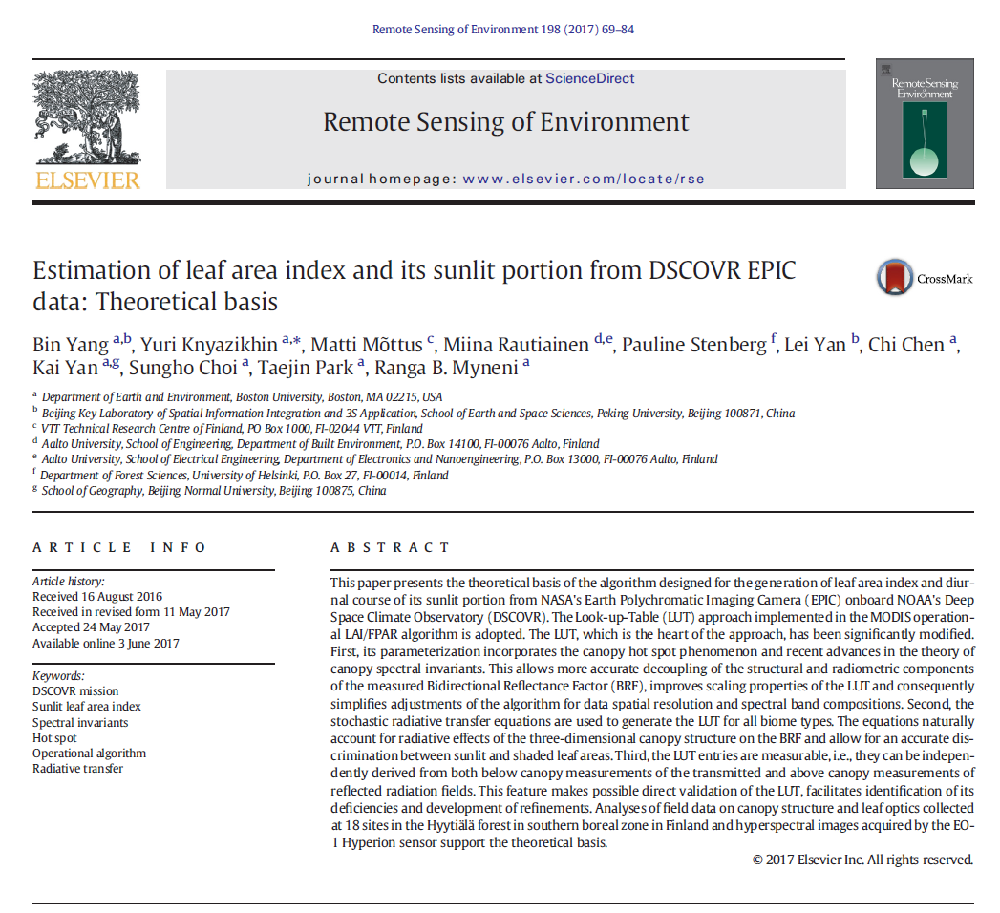 Remote Sensing of Environment 198 (2017) 69–84
Contents lists available at ScienceDirect
Remote Sensing of Environment
journal homepage: www.elsevier.com/locate/rse
ELSEVIER
Remote Sensing
Environment
Estimation of leaf area index and its sunlit portion from DSCOVR EPIC
data: Theoretical basis
CrossMark
Bin Yang a,b, Yuri Knyazikhin a,*, Matti Mõttus c, Miina Rautiainen d,e, Pauline Stenberg f, Lei Yan b, Chi Chen a,
Kai Yan a,g, Sungho Choi a, Taejin Park a, Ranga B. Myneni a
a Department of Earth and Environment, Boston University, Boston, MA 02215, USA
b Beijing Key Laboratory of Spatial Information Integration and 3S Application, School of Earth and Space Sciences, Peking University, Beijing 100871, China
c VTT Technical Research Centre of Finland, PO Box 1000, FI-02044 VTT, Finland
d Aalto University, School of Engineering, Department of Built Environment, P.O. Box 14100, FI-00076 Aalto, Finland
e Aalto University, School of Electrical Engineering, Department of Electronics and Nanoengineering, P.O. Box 13000, FI-00076 Aalto, Finland
f Department of Forest Sciences, University of Helsinki, P.O. Box 27, FI-00014, Finland
g School of Geography, Beijing Normal University, Beijing 100875, China
ARTICLE INFO
Article history:
Received 16 August 2016
Received in revised form 11 May 2017
Accepted 24 May 2017
Available online 3 June 2017
Keywords:
DSCOVR mission
Sunlit leaf area index
Spectral invariants
Hot spot
Operational algorithm
Radiative transfer
ABSTRACT
This paper presents the theoretical basis of the algorithm designed for the generation of leaf area index and diur-
nal course of its sunlit portion from NASA's Earth Polychromatic Imaging Camera (EPIC) onboard NOAA's Deep
Space Climate Observatory (DSCOVR). The Look-up-Table (LUT) approach implemented in the MODIS operation-
al LAI/FPAR algorithm is adopted. The LUT, which is the heart of the approach, has been significantly modified.
First, its parameterization incorporates the canopy hot spot phenomenon and recent advances in the theory of
canopy spectral invariants. This allows more accurate decoupling of the structural and radiometric components
of the measured Bidirectional Reflectance Factor (BRF), improves scaling properties of the LUT and consequently
simplifies adjustments of the algorithm for data spatial resolution and spectral band compositions. Second, the
stochastic radiative transfer equations are used to generate the LUT for all biome types. The equations naturally
account for radiative effects of the three-dimensional canopy structure on the BRF and allow for an accurate dis-
crimination between sunlit and shaded leaf areas. Third, the LUT entries are measurable, i.e., they can be indepen-
dently derived from both below canopy measurements of the transmitted and above canopy measurements of
reflected radiation fields. This feature makes possible direct validation of the LUT, facilitates identification of its
deficiencies and development of refinements. Analyses of field data on canopy structure and leaf optics collected
at 18 sites in the Hyytiälä forest in southern boreal zone in Finland and hyperspectral images acquired by the EO-
1 Hyperion sensor support the theoretical basis.
© 2017 Elsevier Inc. All rights reserved.